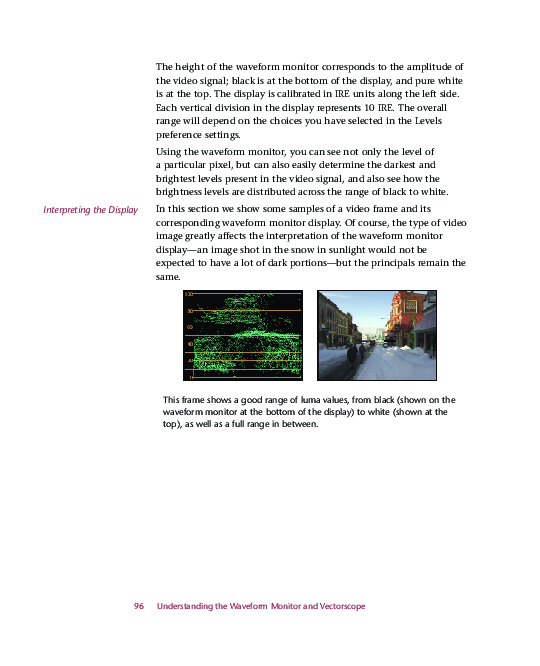 The height of the waveform monitor corresponds to the amplitude of
the video signal; black is at the bottom of the display, and pure white
is at the top. The display is calibrated in IRE units along the left side.
Each vertical division in the display represents 10 IRE. The overall
range will depend on the choices you have selected in the Levels
preference settings.
Using the waveform monitor, you can see not only the level of
a particular pixel, but can also easily determine the darkest and
brightest levels present in the video signal, and also see how the
brightness levels are distributed across the range of black to white.
Interpreting the Display
In this section we show some samples of a video frame and its
corresponding waveform monitor display. Of course, the type of video
image greatly affects the interpretation of the waveform monitor
display—an image shot in the snow in sunlight would not be
expected to have a lot of dark portions—but the principals remain the
same.
100
80
60
40
This frame shows a good range of luma values, from black (shown on the
waveform monitor at the bottom of the display) to white (shown at the
top), as well as a full range in between.
96 Understanding the Waveform Monitor and Vectorscope